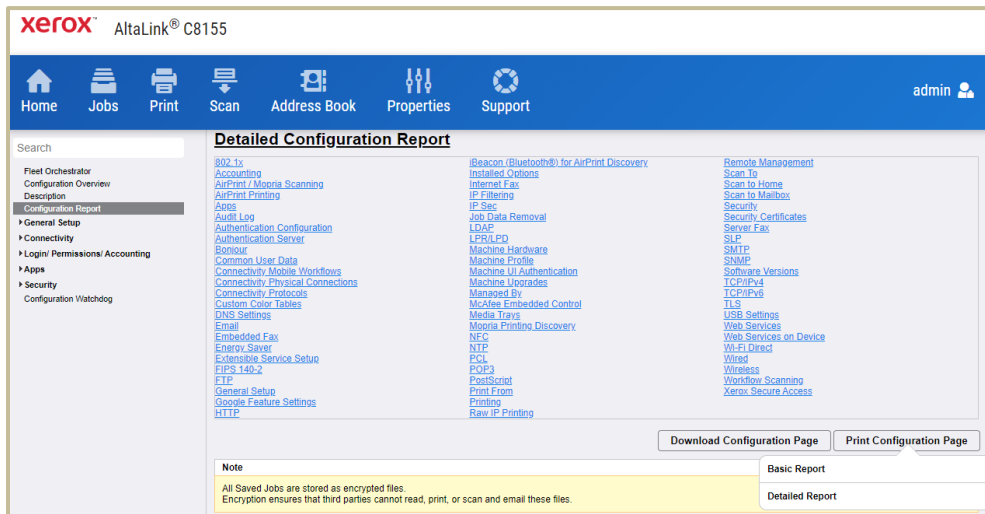 xerox™ AltaLink® C8155
Home Jobs Print Scan Address Book Properties Support admin
Search
Fleet Orchestrator
Configuration Overview
Description
Configuration Report
General Setup
Connectivity
Login/ Permissions/ Accounting
Apps
Security
Configuration Watchdog
Detailed Configuration Report
802.1x
Accounting
AirPrint / Mopria Scanning
AirPrint Printing
Apps
Audit Log
Authentication Configuration
Authentication Server
Bonjour
Common User Data
Connectivity Mobile Workflows
Connectivity Physical Connections
Connectivity Protocols
Custom Color Tables
DNS Settings
Email
Embedded Fax
Energy Saver
Extensible Service Setup
FIPS 140-2
FTP
General Setup
Google Feature Settings
HTTP
iBeacon (Bluetooth®) for AirPrint Discovery
Installed Options
Internet Fax
IP Filtering
IP Sec
Job Data Removal
LDAP
LPR/LPD
Machine Hardware
Machine Profile
Machine UI Authentication
Machine Upgrades
Managed By
McAfee Embedded Control
Media Trays
Mopria Printing Discovery
NFC
NTP
PCL
POP3
PostScript
Print From
Printing
Raw IP Printing
Remote Management
Scan To
Scan to Home
Scan to Mailbox
Security
Security Certificates
Server Fax
SLP
SMTP
SNMP
Software Versions
TCP/IPv4
TCP/IPv6
TLS
USB Settings
Web Services
Web Services on Device
Wi-Fi Direct
Wired
Wireless
Workflow Scanning
Xerox Secure Access
Download Configuration Page Print Configuration Page
Basic Report
Detailed Report
Note
All Saved Jobs are stored as encrypted files.
Encryption ensures that third parties cannot read, print, or scan and email these files.